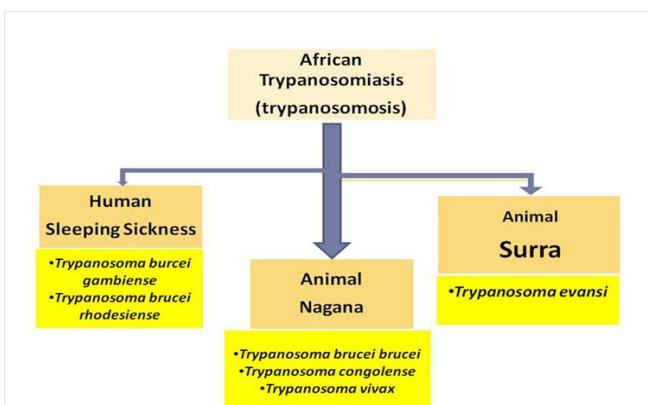 African
Trypanosomiasis
(trypanosomosis)
Human
Sleeping Sickness
•Trypanosoma burcei
gambiense
•Trypanosoma brucei
rhodesiense
Animal
Nagana
•Trypanosoma brucei brucei
•Trypanosoma congolense
•Trypanosoma vivax
Animal
Surra
•Trypanosoma evansi